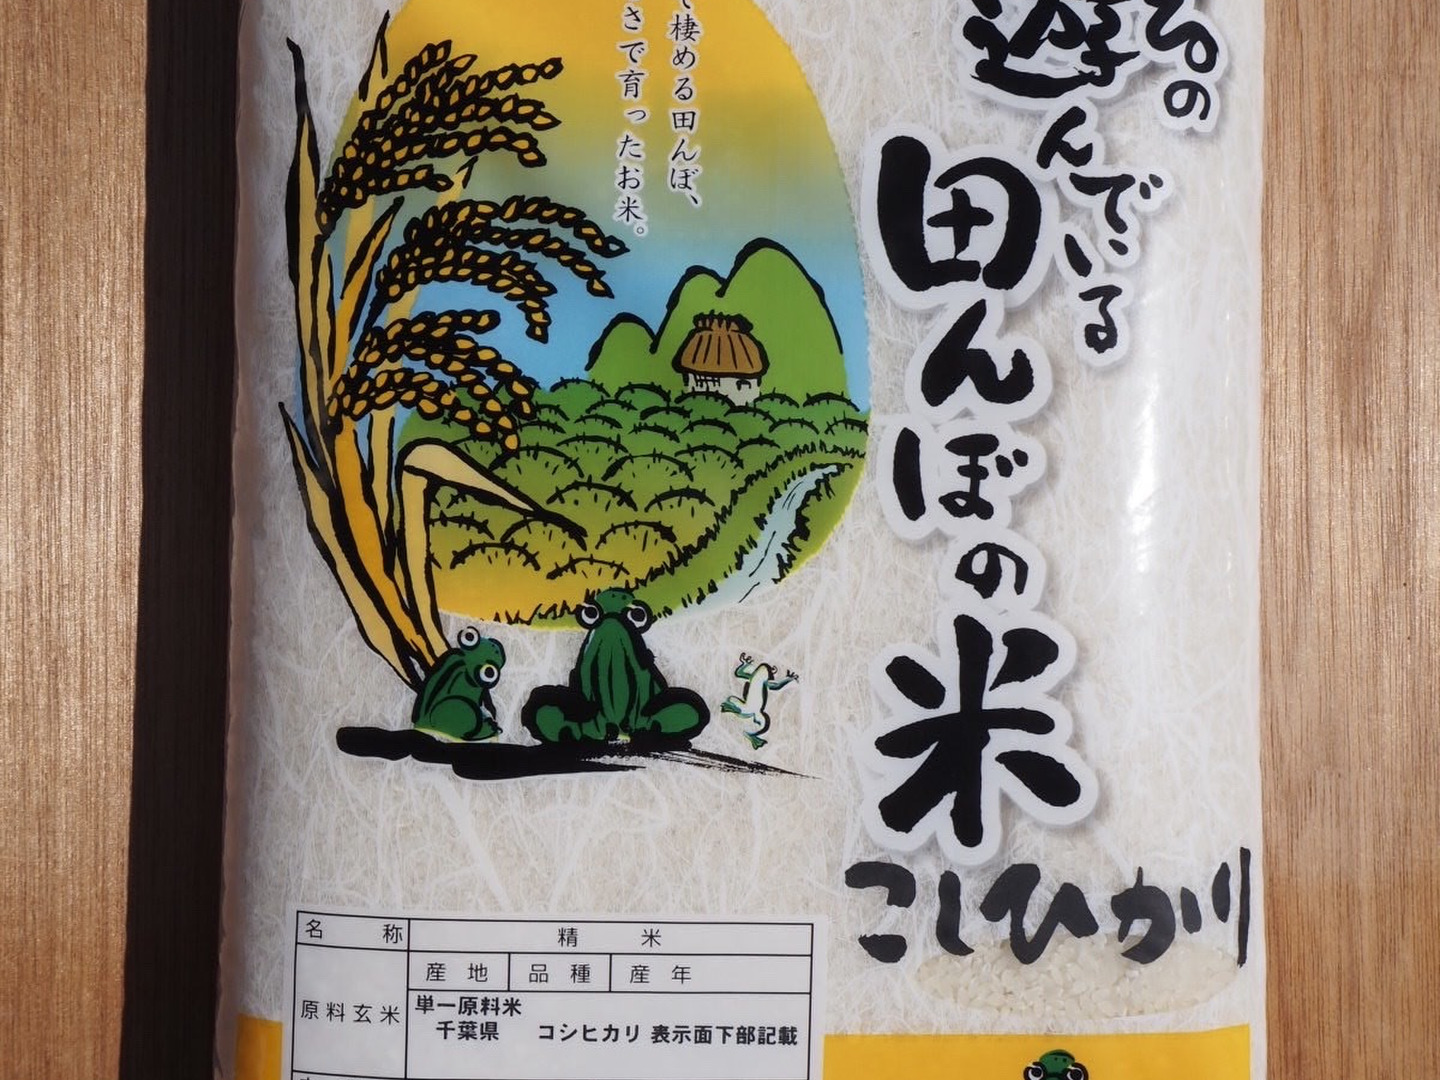 びの
遊んでいる
田んぼの米
こしひかり
て棲める田んぼ、
さで育ったお米。
名称 精米
産地 品種 産年
原料玄米
単一原料米
千葉県 コシヒカリ 表示面下部記載